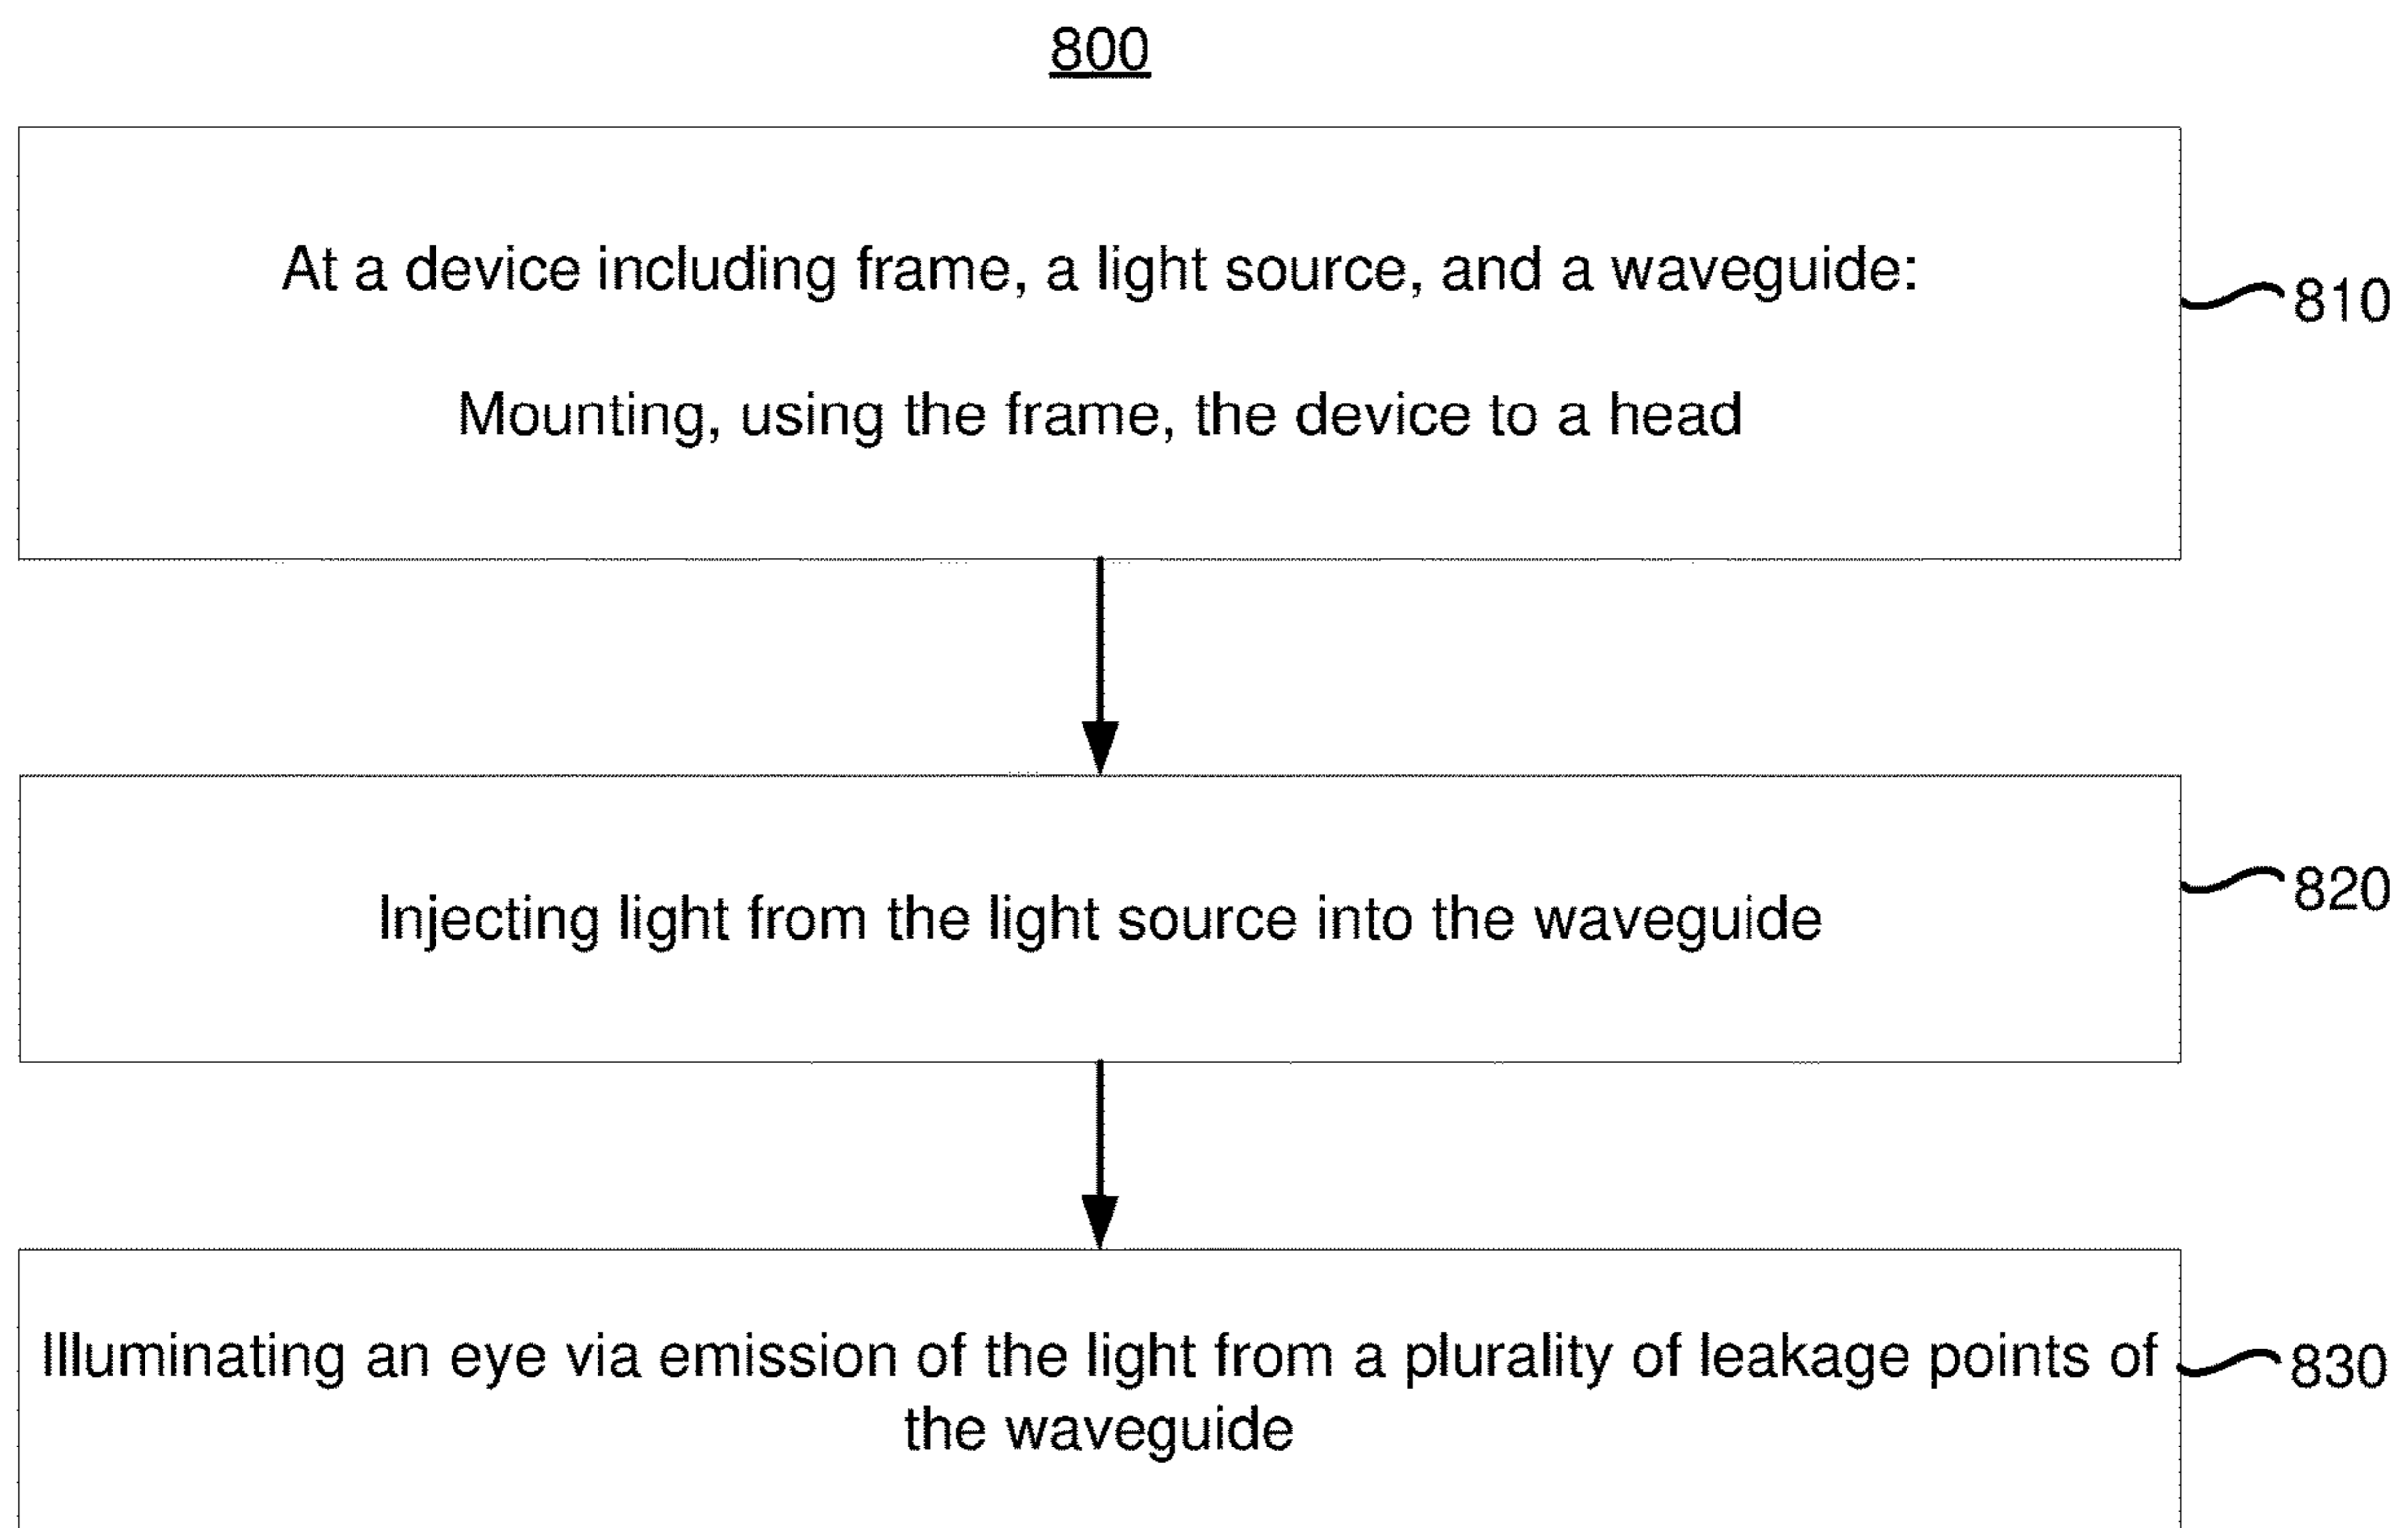 800
At a device including frame, a light source, and a waveguide:
810
Mounting, using the frame, the device to a head
Injecting light from the light source into the waveguide
820
Illuminating an eye via emission of the light from a plurality of leakage points of
the waveguide
830